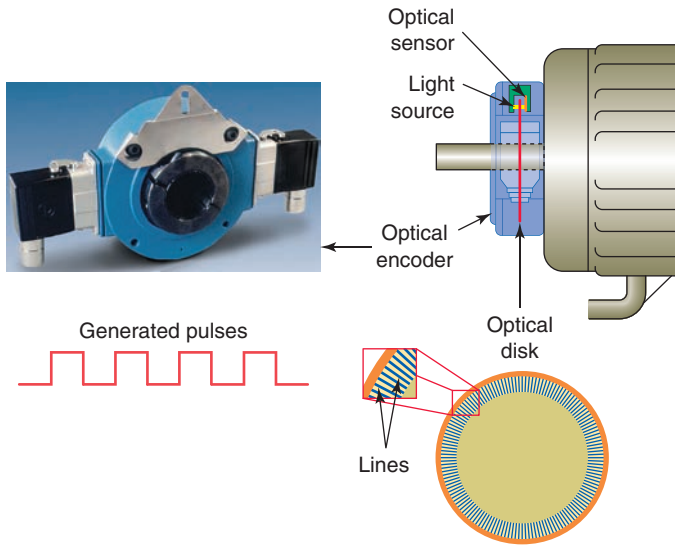 Optical
sensor
Light
source
Optical
encoder
Generated pulses
Optical
disk
Lines